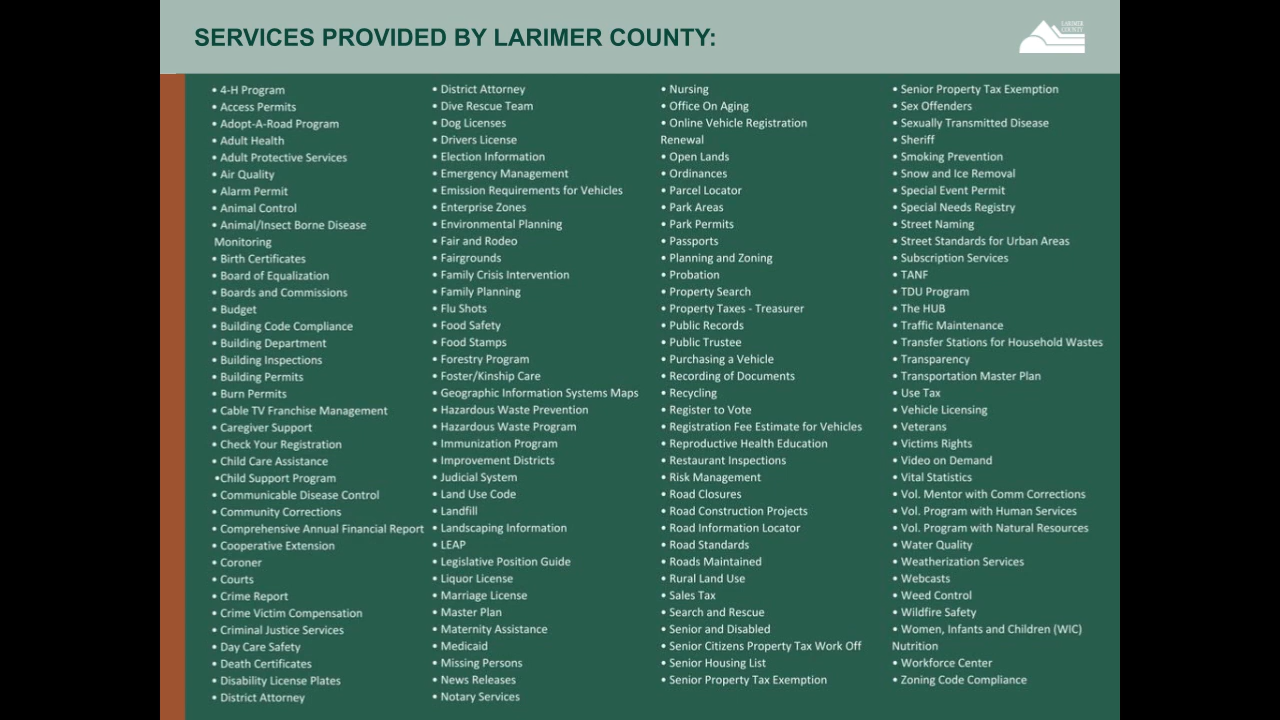 SERVICES PROVIDED BY LARIMER COUNTY:
LARIMER
COUNTY
• 4-H Program
• Access Permits
• Adopt-A-Road Program
• Adult Health
• Adult Protective Services
• Air Quality
• Alarm Permit
• Animal Control
• Animal/Insect Borne Disease
Monitoring
• Birth Certificates
• Board of Equalization
• Boards and Commissions
• Budget
• Building Code Compliance
• Building Department
• Building Inspections
• Building Permits
• Burn Permits
• Cable TV Franchise Management
• Caregiver Support
• Check Your Registration
• Child Care Assistance
•Child Support Program
• Communicable Disease Control
• Community Corrections
• Comprehensive Annual Financial Report
• Cooperative Extension
• Coroner
• Courts
• Crime Report
• Crime Victim Compensation
• Criminal Justice Services
• Day Care Safety
• Death Certificates
• Disability License Plates
• District Attorney
• District Attorney
• Dive Rescue Team
• Dog Licenses
• Drivers License
• Election Information
• Emergency Management
• Emission Requirements for Vehicles
• Enterprise Zones
• Environmental Planning
• Fair and Rodeo
• Fairgrounds
• Family Crisis Intervention
• Family Planning
• Flu Shots
• Food Safety
• Food Stamps
• Forestry Program
• Foster/Kinship Care
• Geographic Information Systems Maps
• Hazardous Waste Prevention
• Hazardous Waste Program
• Immunization Program
• Improvement Districts
• Judicial System
• Land Use Code
• Landfill
• Landscaping Information
• LEAP
• Legislative Position Guide
• Liquor License
• Marriage License
• Master Plan
• Maternity Assistance
• Medicaid
• Missing Persons
• News Releases
• Notary Services
• Nursing
• Office On Aging
• Online Vehicle Registration
Renewal
• Open Lands
• Ordinances
• Parcel Locator
• Park Areas
• Park Permits
• Passports
• Planning and Zoning
• Probation
• Property Search
• Property Taxes - Treasurer
• Public Records
• Public Trustee
• Purchasing a Vehicle
• Recording of Documents
• Recycling
• Register to Vote
• Registration Fee Estimate for Vehicles
• Reproductive Health Education
• Restaurant Inspections
• Risk Management
• Road Closures
• Road Construction Projects
• Road Information Locator
• Road Standards
• Roads Maintained
• Rural Land Use
• Sales Tax
• Search and Rescue
• Senior and Disabled
• Senior Citizens Property Tax Work Off
• Senior Housing List
• Senior Property Tax Exemption
• Senior Property Tax Exemption
• Sex Offenders
• Sexually Transmitted Disease
• Sheriff
• Smoking Prevention
• Snow and Ice Removal
• Special Event Permit
• Special Needs Registry
• Street Naming
• Street Standards for Urban Areas
• Subscription Services
• TANF
• TDU Program
• The HUB
• Traffic Maintenance
• Transfer Stations for Household Wastes
• Transparency
• Transportation Master Plan
• Use Tax
• Vehicle Licensing
• Veterans
• Victims Rights
• Video on Demand
• Vital Statistics
• Vol. Mentor with Comm Corrections
• Vol. Program with Human Services
• Vol. Program with Natural Resources
• Water Quality
• Weatherization Services
• Webcasts
• Weed Control
• Wildfire Safety
• Women, Infants and Children (WIC)
Nutrition
• Workforce Center
• Zoning Code Compliance